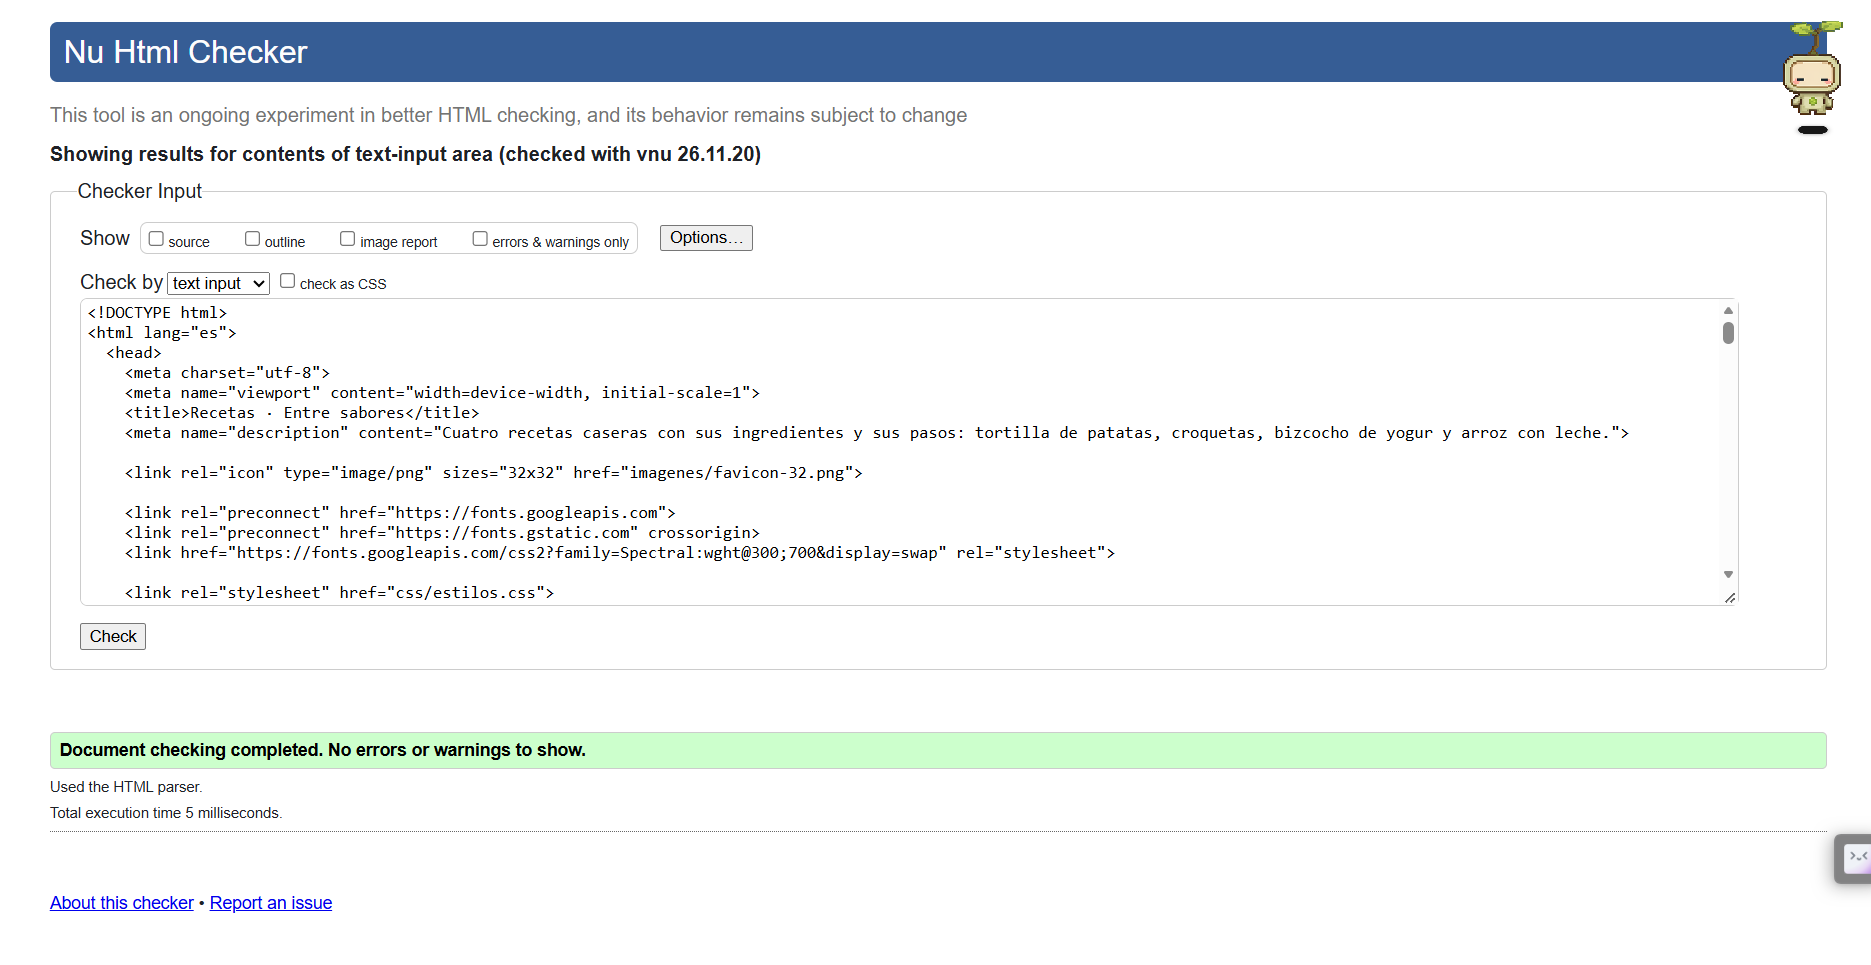 Nu Html Checker
This tool is an ongoing experiment in better HTML checking, and its behavior remains subject to change
Showing results for contents of text-input area (checked with vnu 26.11.20)
Checker Input
Show source outline image report errors & warnings only Options…
Check by text input check as CSS
<!DOCTYPE html>
<html lang="es">
<head>
<meta charset="utf-8">
<meta name="viewport" content="width=device-width, initial-scale=1">
<title>Recetas · Entre sabores</title>
<meta name="description" content="Cuatro recetas caseras con sus ingredientes y sus pasos: tortilla de patatas, croquetas, bizcocho de yogur y arroz con leche.">
<link rel="icon" type="image/png" sizes="32x32" href="imagenes/favicon-32.png">
<link rel="preconnect" href="https://fonts.googleapis.com">
<link rel="preconnect" href="https://fonts.gstatic.com" crossorigin>
<link href="https://fonts.googleapis.com/css2?family=Spectral:wght@300;700&display=swap" rel="stylesheet">
<link rel="stylesheet" href="css/estilos.css">
Check
Document checking completed. No errors or warnings to show.
Used the HTML parser.
Total execution time 5 milliseconds.
About this checker • Report an issue